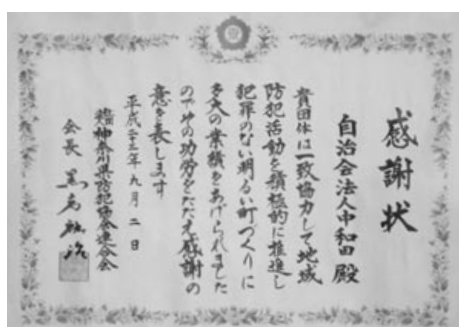 感謝状
自治会法人中和田殿
貴団体は一致協力して地域
防犯活動を積極的に推進し
犯罪のない明るい町づくりに
多大の業績をあげられました
のでその功労をたたえ感謝の
意を表します
平成二十三年九月二日
神奈川県防犯協会連合会
会長